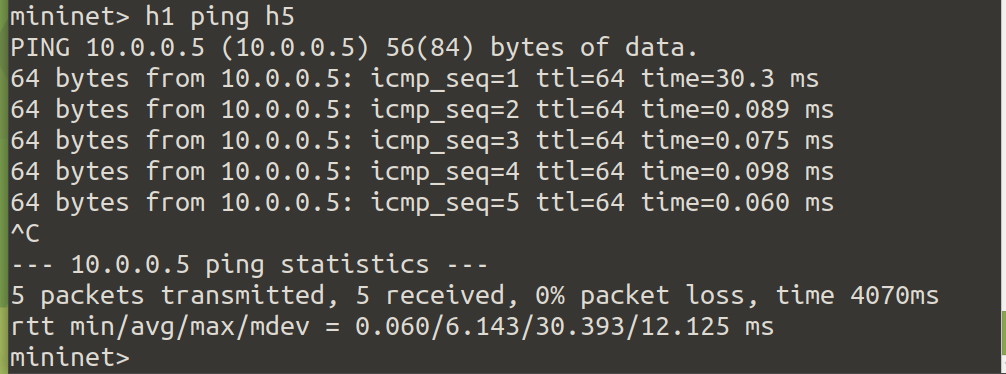 mininet> h1 ping h5
PING 10.0.0.5 (10.0.0.5) 56(84) bytes of data.
64 bytes from 10.0.0.5: icmp_seq=1 ttl=64 time=30.3 ms
64 bytes from 10.0.0.5: icmp_seq=2 ttl=64 time=0.089 ms
64 bytes from 10.0.0.5: icmp_seq=3 ttl=64 time=0.075 ms
64 bytes from 10.0.0.5: icmp_seq=4 ttl=64 time=0.098 ms
64 bytes from 10.0.0.5: icmp_seq=5 ttl=64 time=0.060 ms
^C
--- 10.0.0.5 ping statistics ---
5 packets transmitted, 5 received, 0% packet loss, time 4070ms
rtt min/avg/max/mdev = 0.060/6.143/30.393/12.125 ms
mininet>